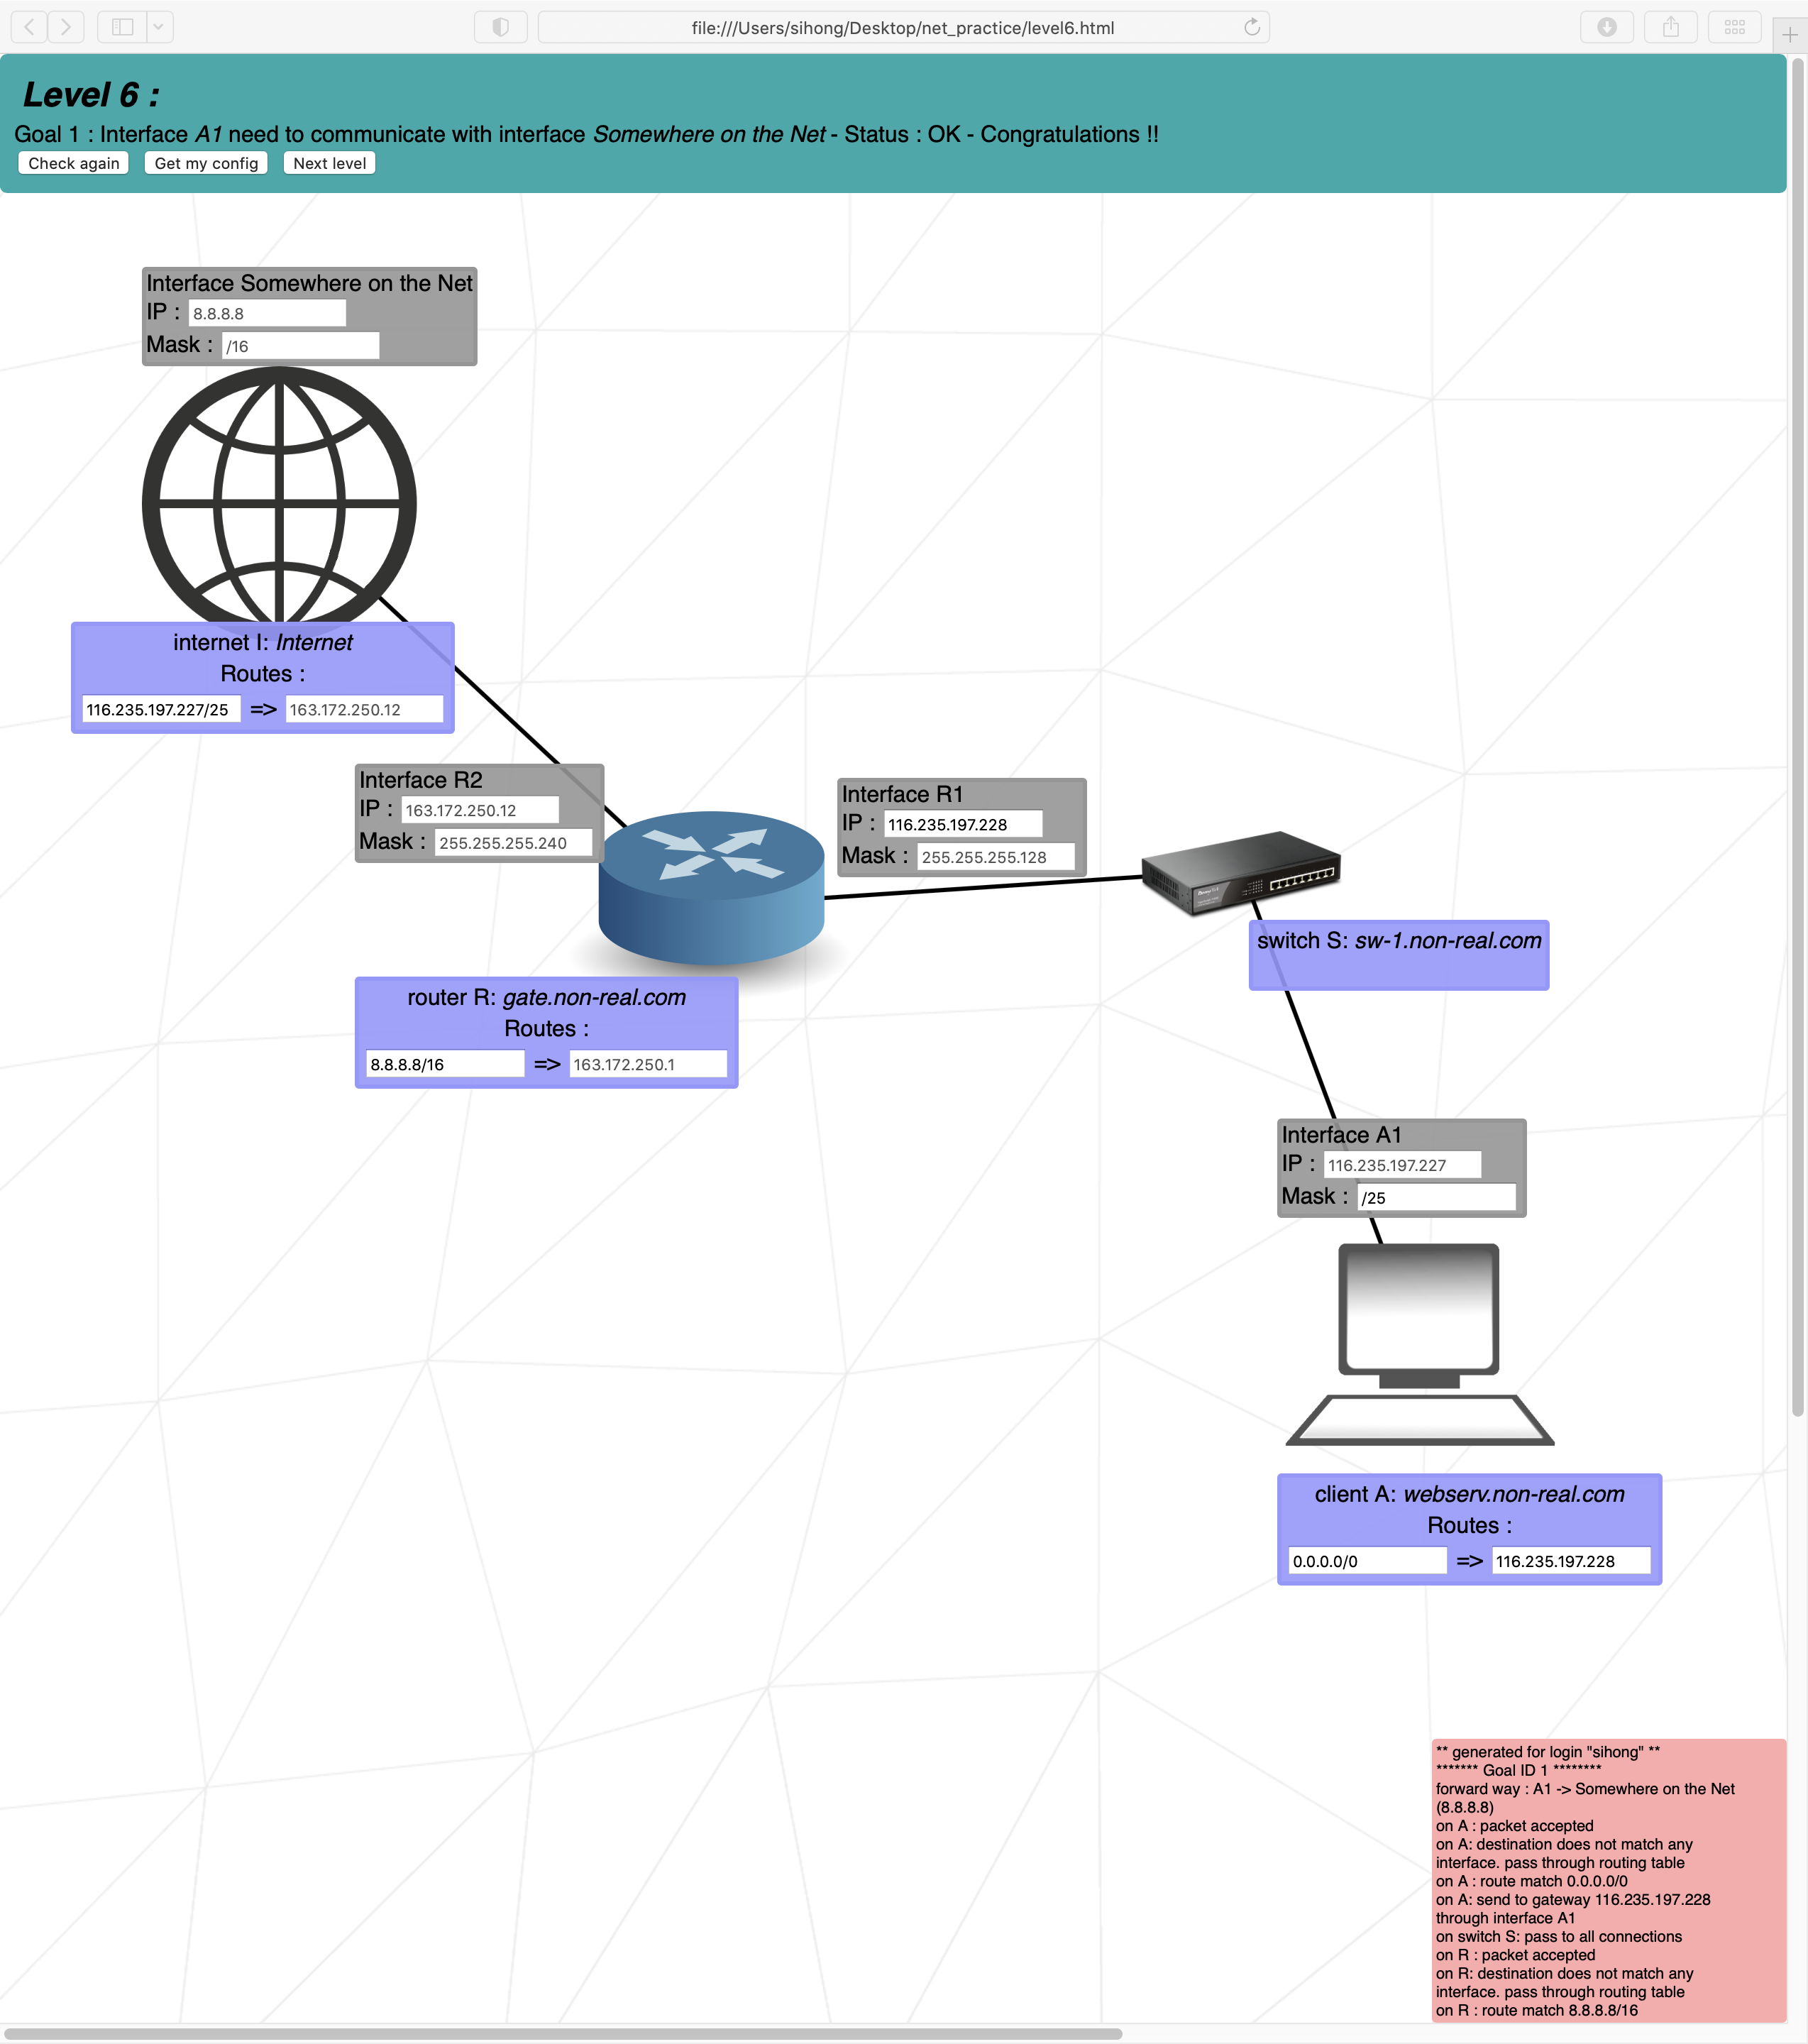 file:///Users/sihong/Desktop/net_practice/level6.html
Level 6 :
Goal 1 : Interface A1 need to communicate with interface Somewhere on the Net - Status : OK - Congratulations !!
Check again Get my config Next level
Interface Somewhere on the Net
IP : 8.8.8.8
Mask : /16
internet I: Internet
Routes :
116.235.197.227/25 => 163.172.250.12
Interface R2
IP : 163.172.250.12
Mask : 255.255.255.240
Interface R1
IP : 116.235.197.228
Mask : 255.255.255.128
switch S: sw-1.non-real.com
router R: gate.non-real.com
Routes :
8.8.8.8/16 => 163.172.250.1
Interface A1
IP : 116.235.197.227
Mask : /25
client A: webserv.non-real.com
Routes :
0.0.0.0/0 => 116.235.197.228
** generated for login "sihong" **
******* Goal ID 1 ********
forward way : A1 -> Somewhere on the Net
(8.8.8.8)
on A : packet accepted
on A: destination does not match any
interface. pass through routing table
on A : route match 0.0.0.0/0
on A: send to gateway 116.235.197.228
through interface A1
on switch S: pass to all connections
on R : packet accepted
on R: destination does not match any
interface. pass through routing table
on R : route match 8.8.8.8/16